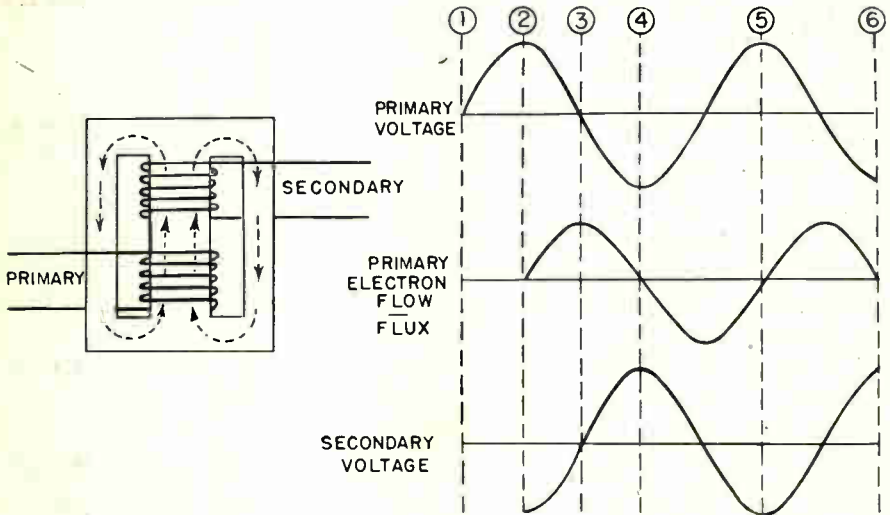 ① ② ③ ④ ⑤ ⑥
PRIMARY
VOLTAGE
SECONDARY
PRIMARY
PRIMARY
ELECTRON
FLOW
FLUX
SECONDARY
VOLTAGE